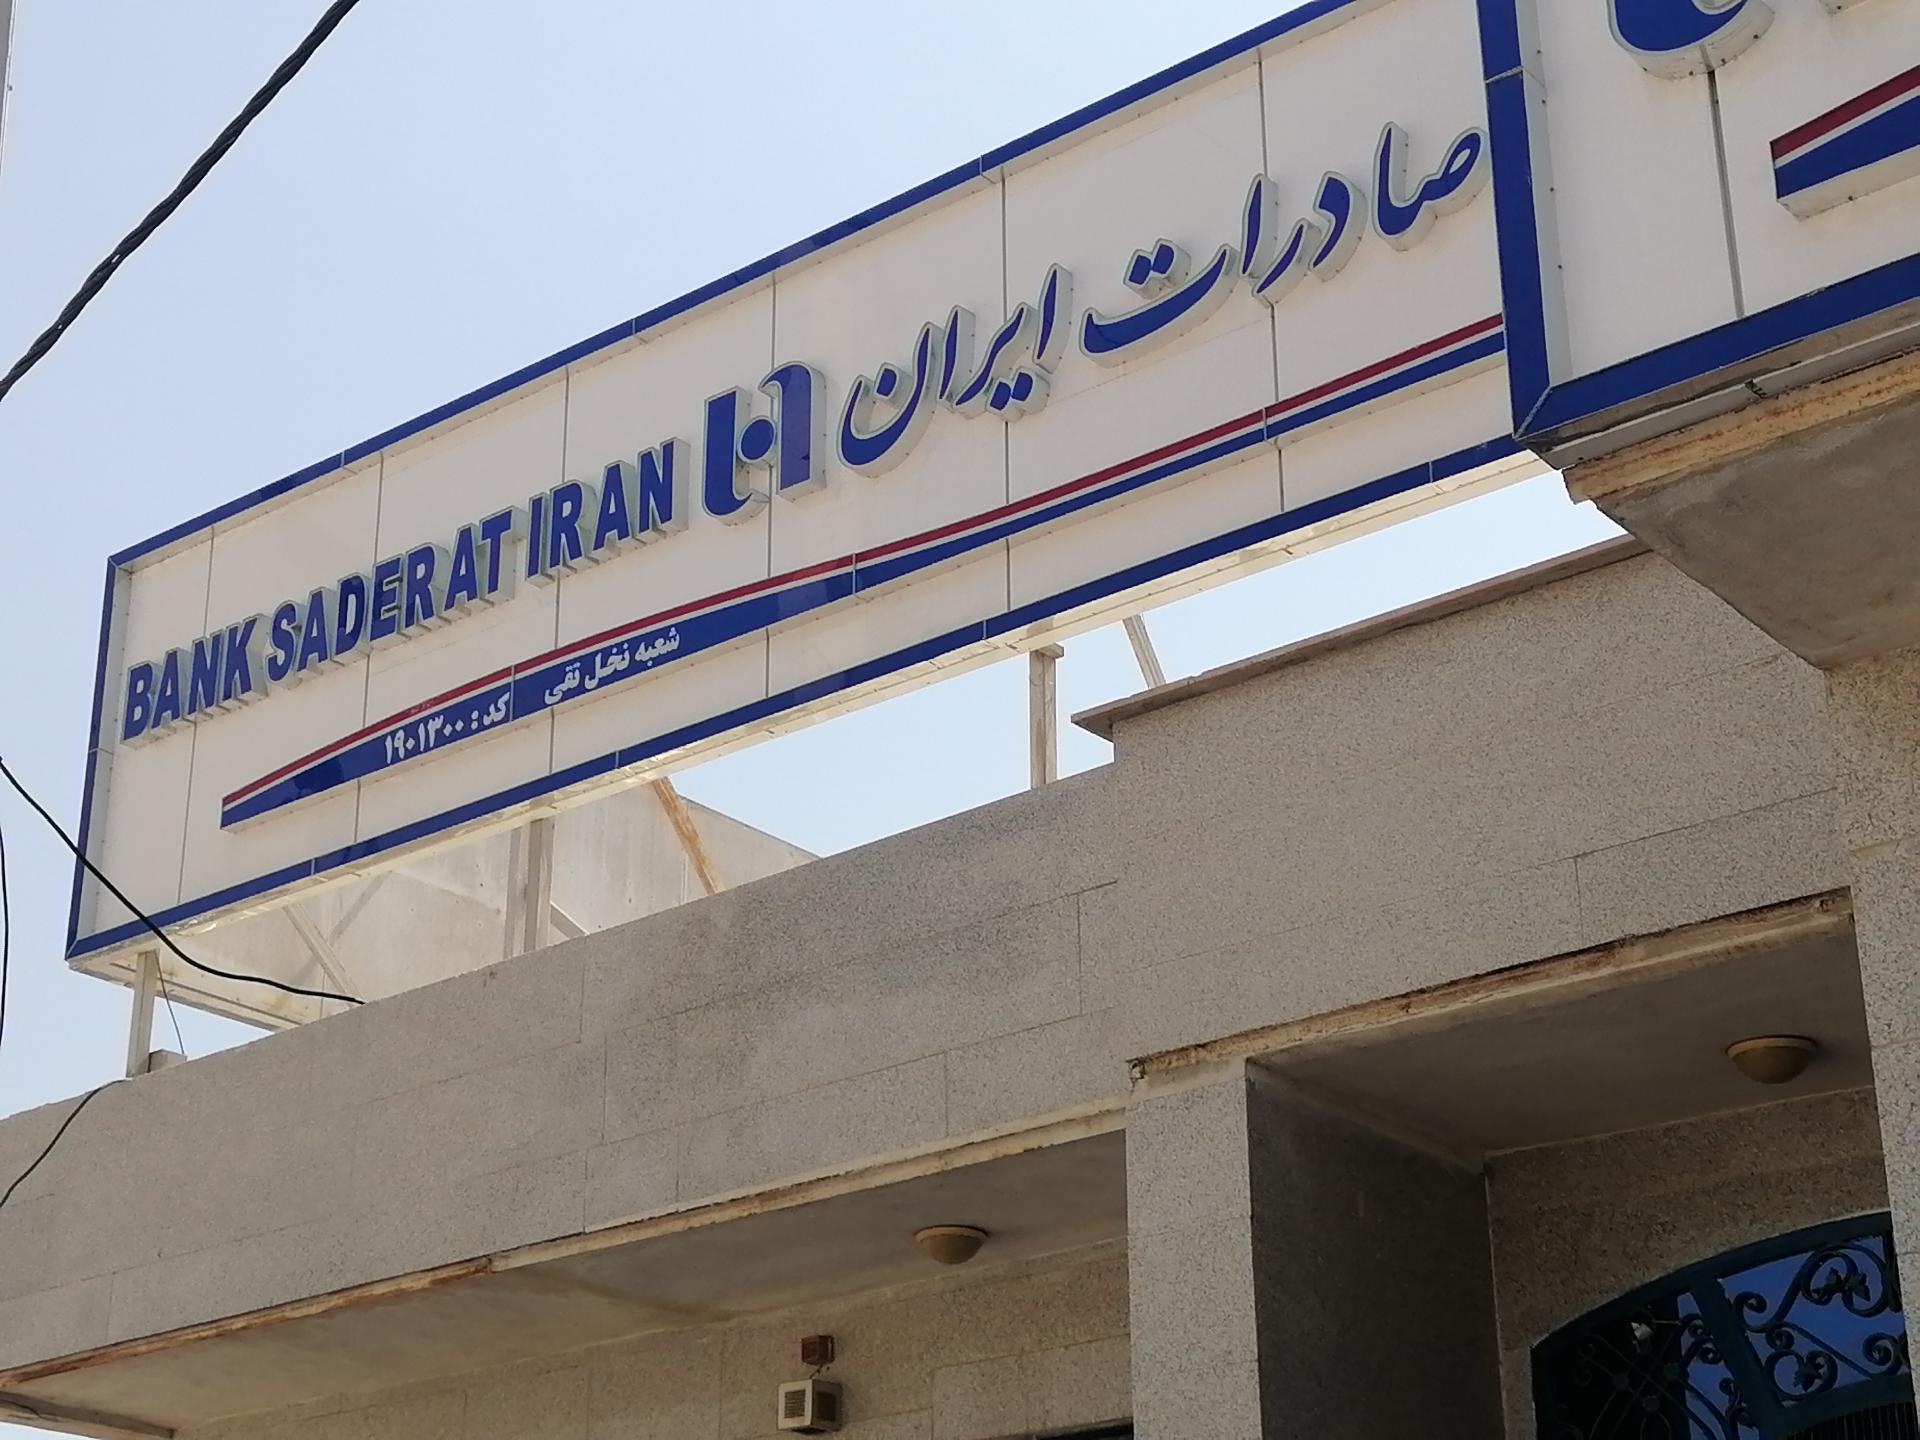 صادرات ایران
BANK SADERAT IRAN
شعبه نخل تقی کد : ۱۹۰۱۳۰۰